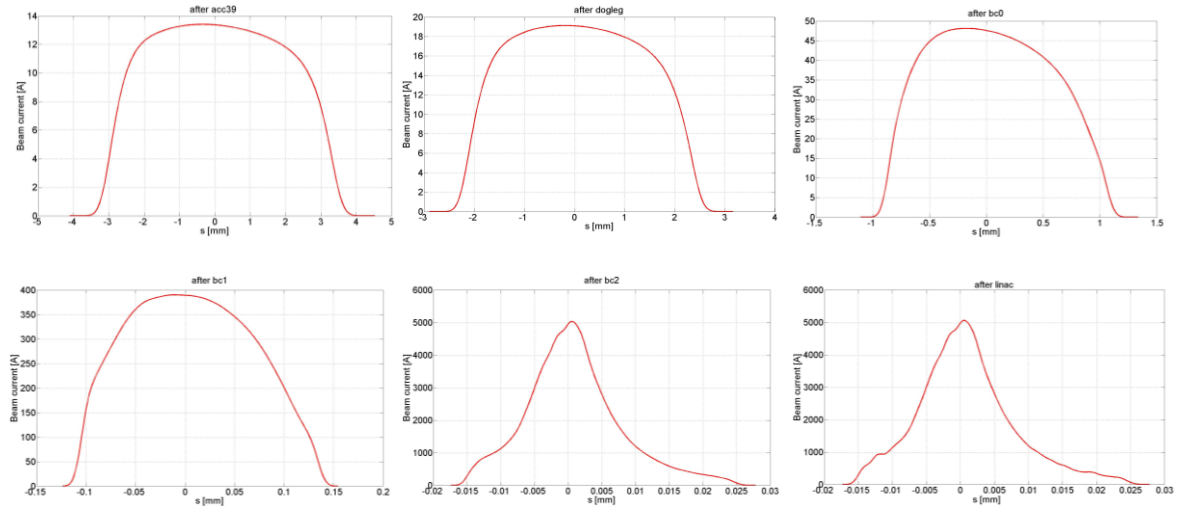 after acc39
14
12
10
8
6
4
2
0
-5 -4 -3 -2 -1 0 1 2 3 4 5
s [mm]
Beam current [A]
after dogleg
20
18
16
14
12
10
8
6
4
2
0
-3 -2 -1 0 1 2 3 4
s [mm]
Beam current [A]
after bc0
50
45
40
35
30
25
20
15
10
5
0
-1.5 -1 -0.5 0 0.5 1 1.5
s [mm]
Beam current [A]
after bc1
400
350
300
250
200
150
100
50
0
-0.15 -0.1 -0.05 0 0.05 0.1 0.15 0.2
s [mm]
Beam current [A]
after bc2
6000
5000
4000
3000
2000
1000
0
-0.02 -0.015 -0.01 -0.005 0 0.005 0.01 0.015 0.02 0.025 0.03
s [mm]
Beam current [A]
after linac
6000
5000
4000
3000
2000
1000
0
-0.02 -0.015 -0.01 -0.005 0 0.005 0.01 0.015 0.02 0.025 0.03
s [mm]
Beam current [A]